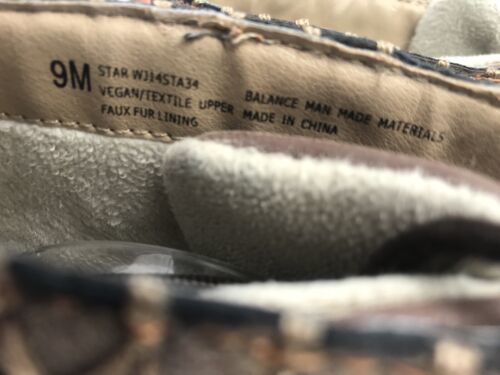 9M
STAR WJ14STA34
VEGAN/TEXTILE UPPER
FAUX FUR LINING
BALANCE MAN MADE MATERIALS
MADE IN CHINA